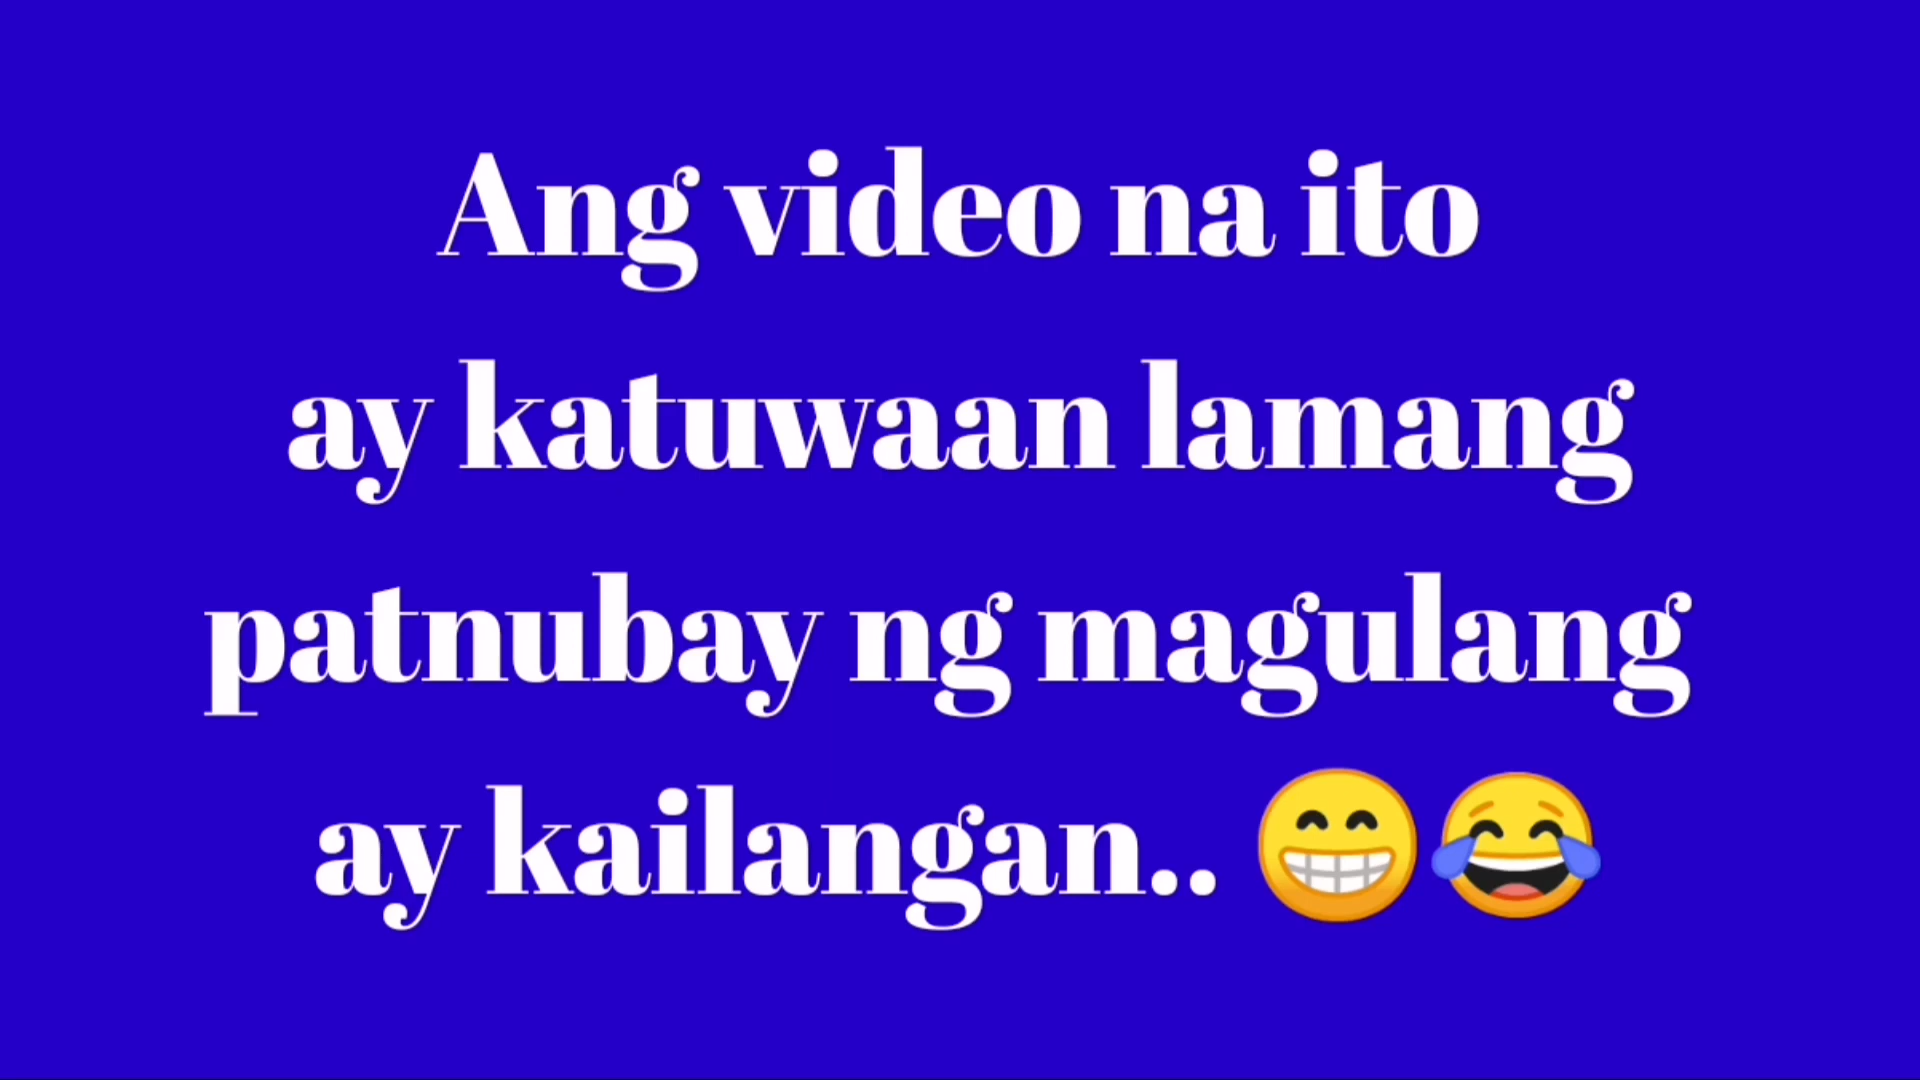 Ang video na ito
ay katuwaan lamang
patnubay ng magulang
ay kailangan.. 😁😂